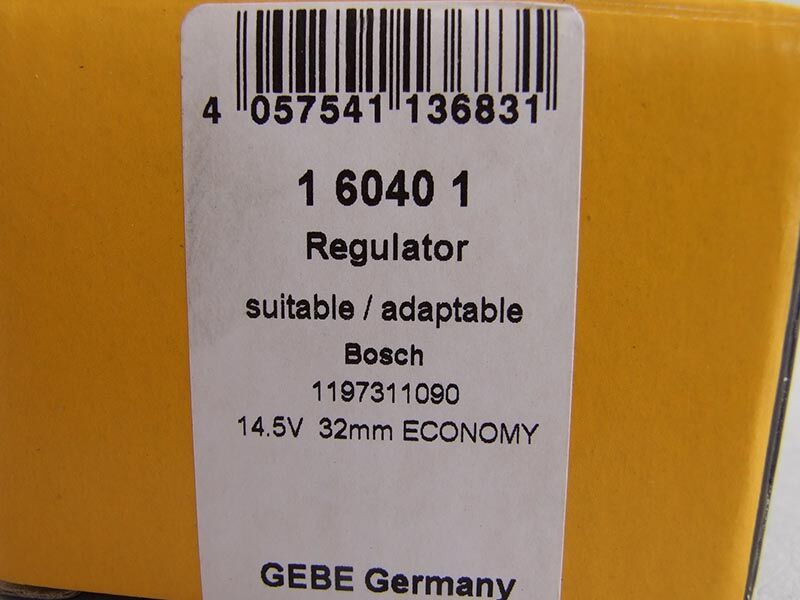 4 057541 136831
1 6040 1
Regulator
suitable / adaptable
Bosch
1197311090
14.5V 32mm ECONOMY
GEBE Germany